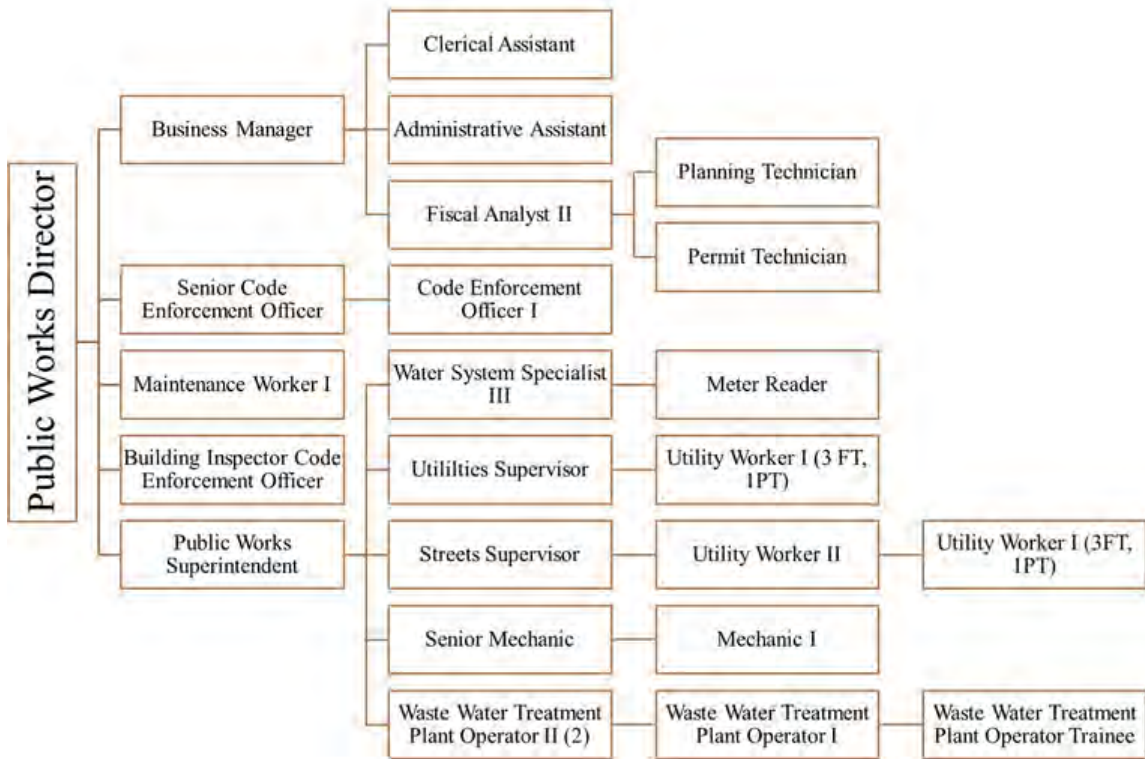 Public Works Director
Business Manager
Clerical Assistant
Administrative Assistant
Fiscal Analyst II
Planning Technician
Permit Technician
Senior Code
Enforcement Officer
Code Enforcement
Officer I
Maintenance Worker I
Building Inspector Code
Enforcement Officer
Public Works
Superintendent
Water System Specialist
III
Meter Reader
Utililties Supervisor
Utility Worker I (3 FT,
1PT)
Streets Supervisor
Utility Worker II
Utility Worker I (3FT,
1PT)
Senior Mechanic
Mechanic I
Waste Water Treatment
Plant Operator II (2)
Waste Water Treatment
Plant Operator I
Waste Water Treatment
Plant Operator Trainee